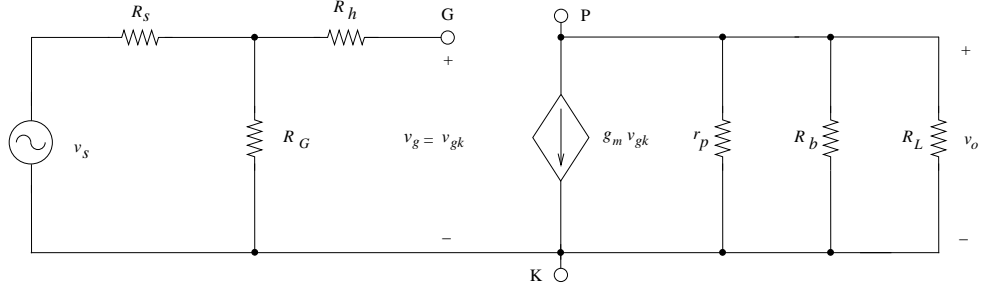 R_s
R_h
G
P
+
+
v_s
R_G
v_g = v_gk
g_m v_gk
r_p
R_b
R_L
v_o
−
−
K